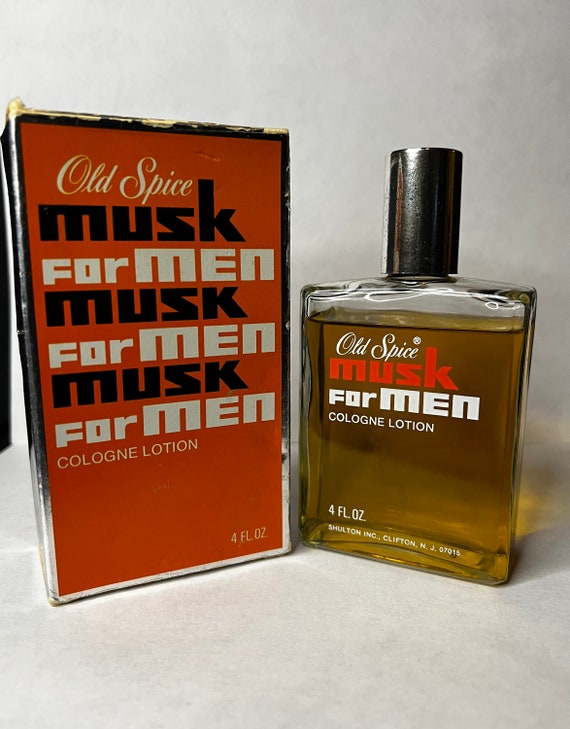 Old Spice
musk
FOR MEN
musk
FOR MEN
musk
FOR MEN
COLOGNE LOTION
4 FL. OZ.
Old Spice®
musk
FOR MEN
COLOGNE LOTION
4 FL. OZ.
SHULTON INC., CLIFTON, N. J. 07015